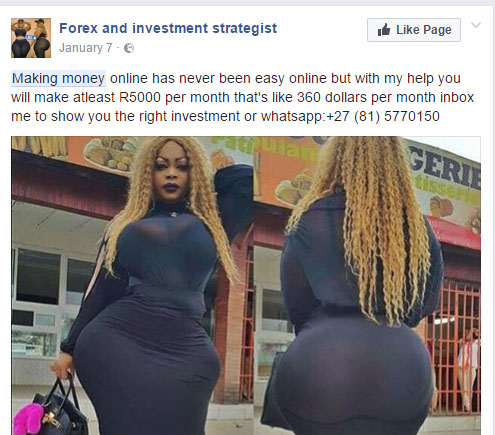 Forex and investment strategist
Like Page
January 7 ·
Making money online has never been easy online but with my help you
will make atleast R5000 per month that's like 360 dollars per month inbox
me to show you the right investment or whatsapp:+27 (81) 5770150